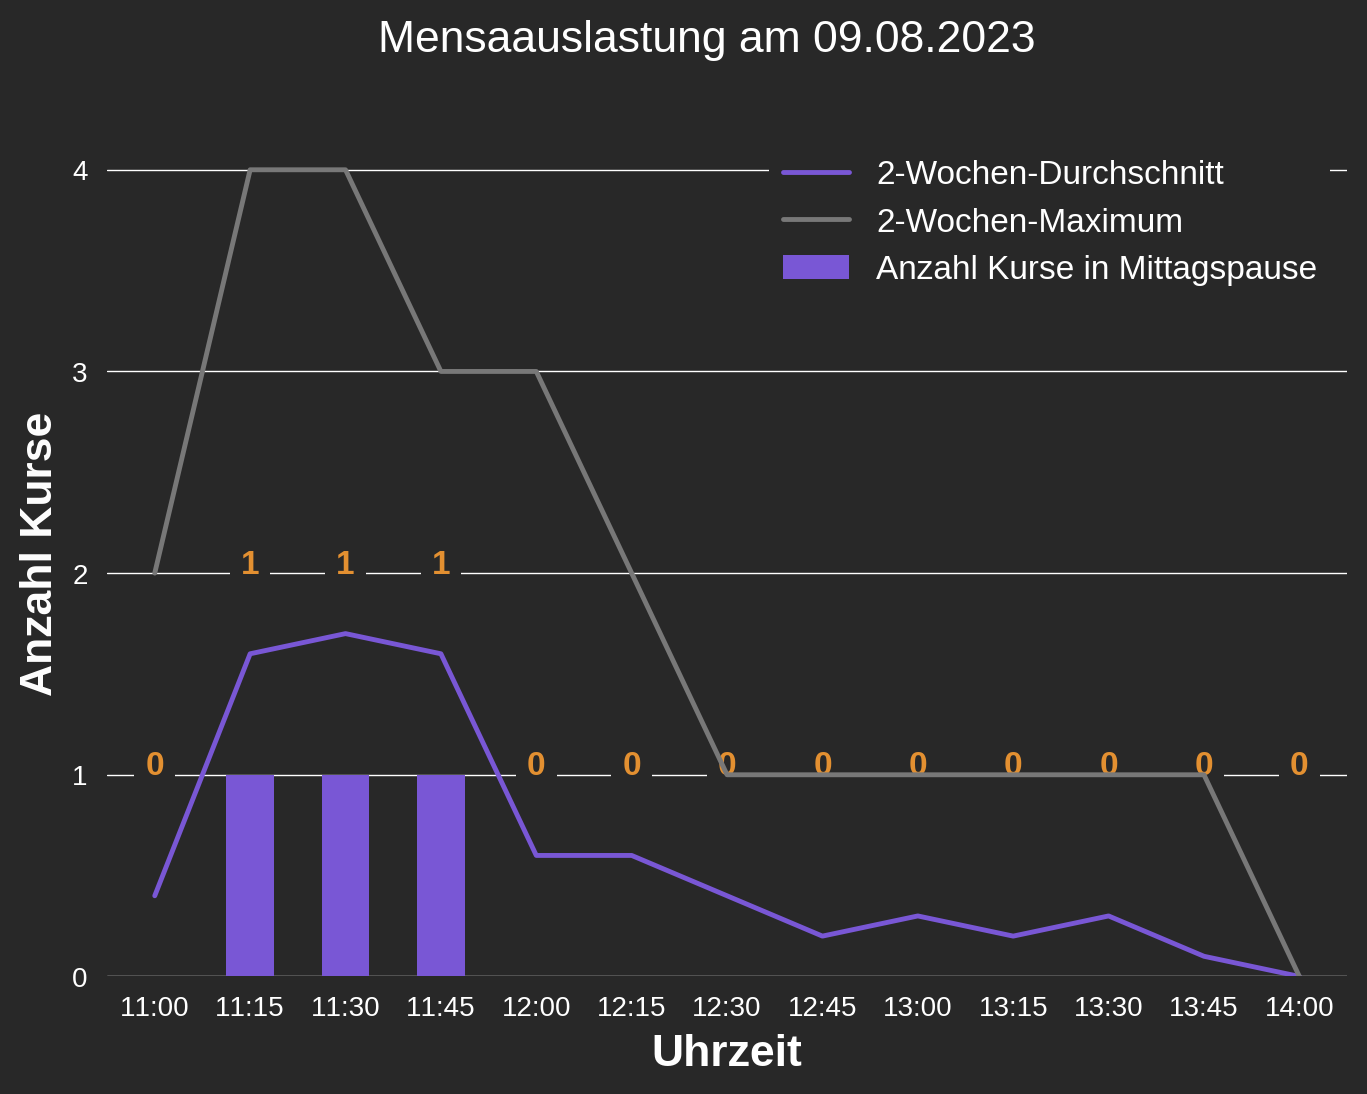 Mensaauslastung am 09.08.2023
2-Wochen-Durchschnitt
2-Wochen-Maximum
Anzahl Kurse in Mittagspause
Anzahl Kurse
4
3
2
1
0
1 1 1
0 0 0 0 0 0 0 0 0 0
11:00 11:15 11:30 11:45 12:00 12:15 12:30 12:45 13:00 13:15 13:30 13:45 14:00
Uhrzeit